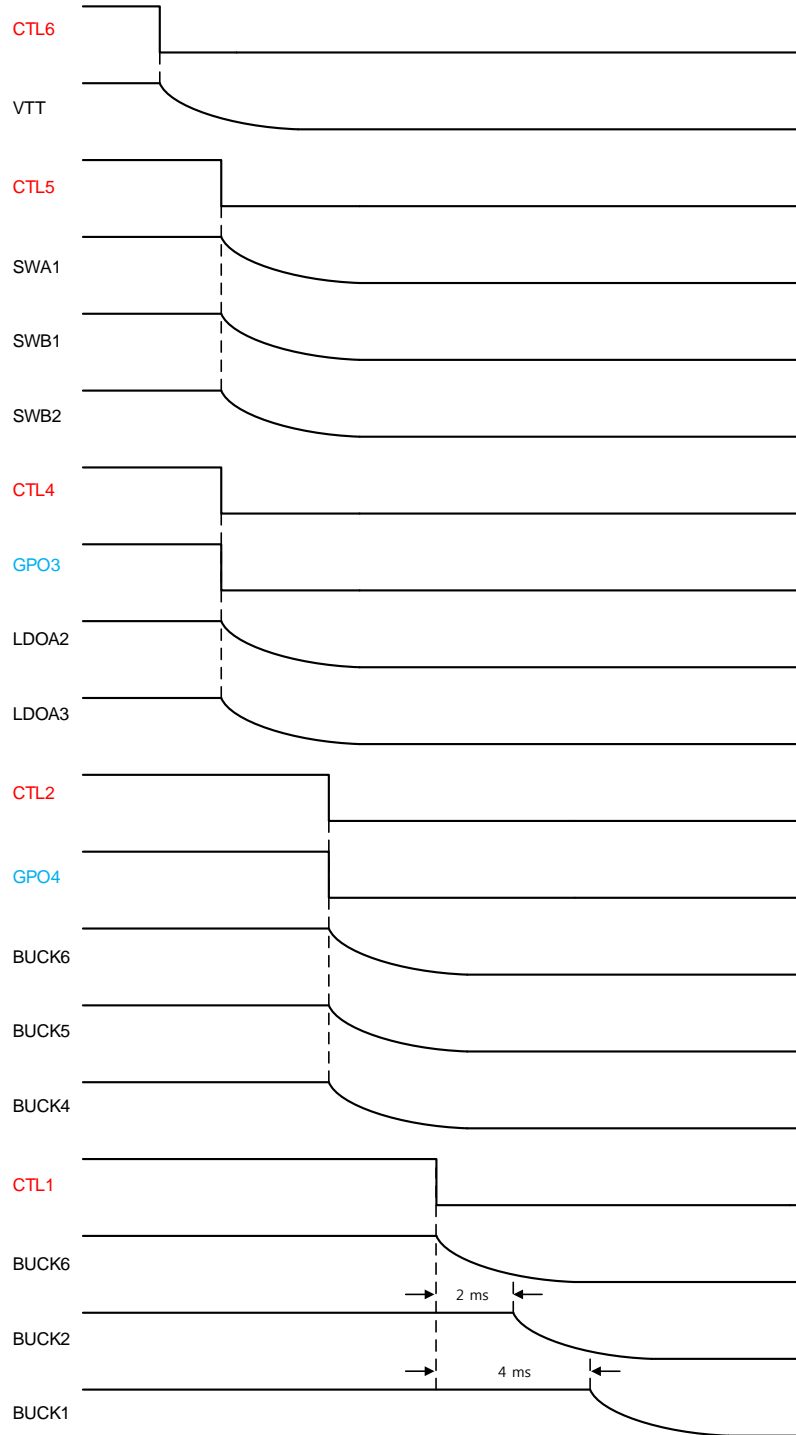 CTL6
VTT
CTL5
SWA1
SWB1
SWB2
CTL4
GPO3
LDOA2
LDOA3
CTL2
GPO4
BUCK6
BUCK5
BUCK4
CTL1
BUCK6
2 ms
BUCK2
4 ms
BUCK1